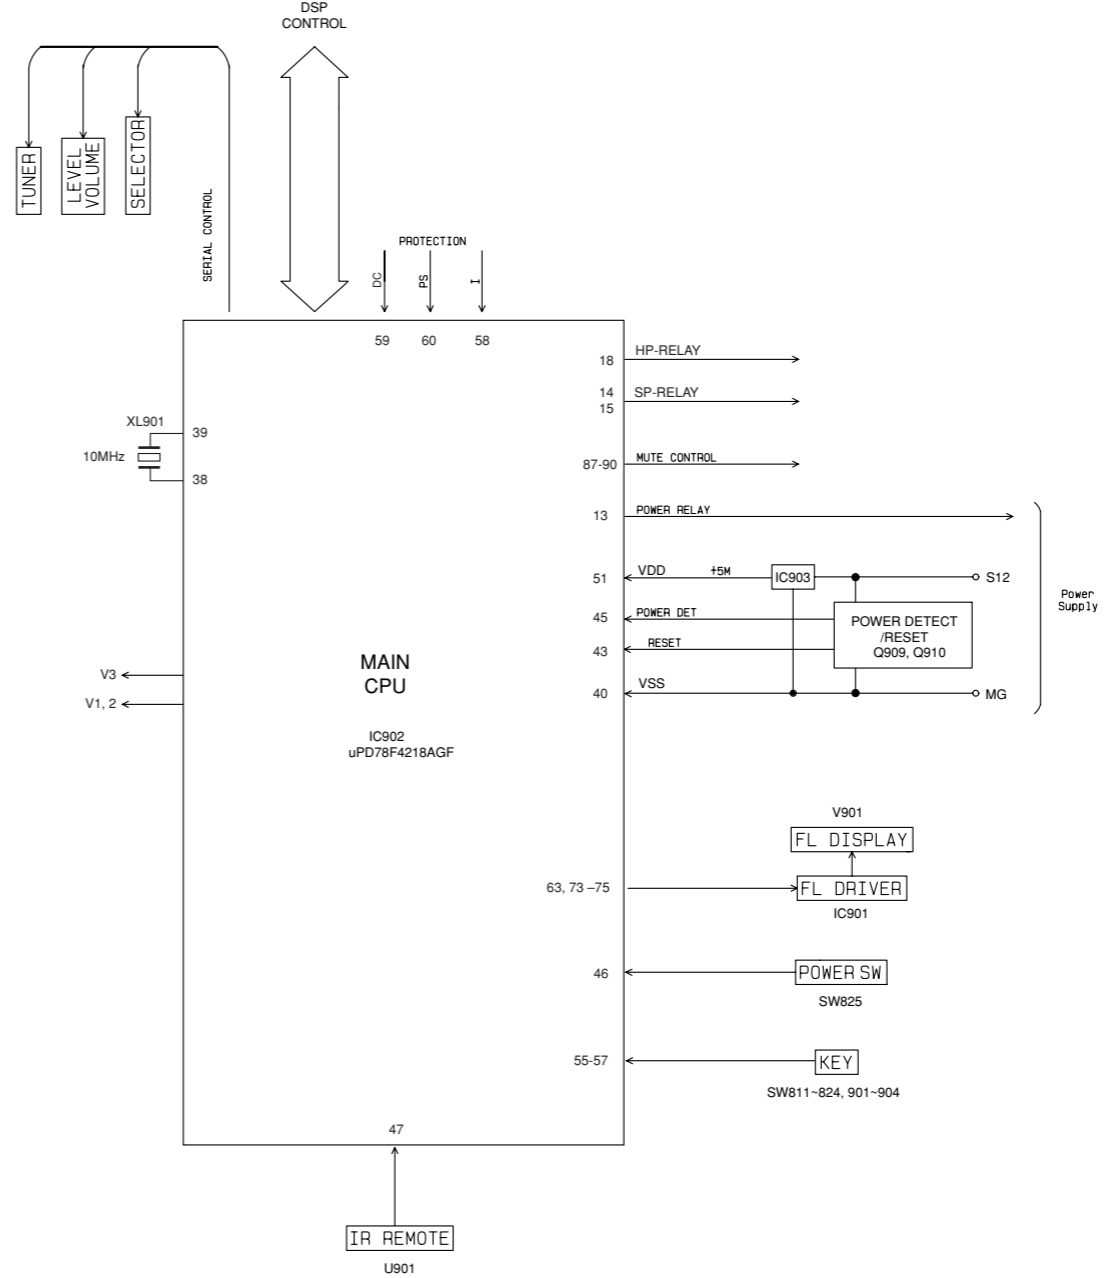 DSP
CONTROL
TUNER
LEVEL
VOLUME
SELECTOR
SERIAL CONTROL
PROTECTION
DC
PS
I
59
60
58
18
HP-RELAY
14
SP-RELAY
15
XL901
39
10MHz
38
87-90
MUTE CONTROL
13
POWER RELAY
51
VDD
+5M
IC903
S12
Power
Supply
45
POWER DET
POWER DETECT
/RESET
Q909, Q910
43
RESET
40
VSS
MG
MAIN
CPU
V3
V1, 2
IC902
uPD78F4218AGF
V901
FL DISPLAY
63, 73 –75
FL DRIVER
IC901
46
POWER SW
SW825
55-57
KEY
SW811~824, 901~904
47
IR REMOTE
U901